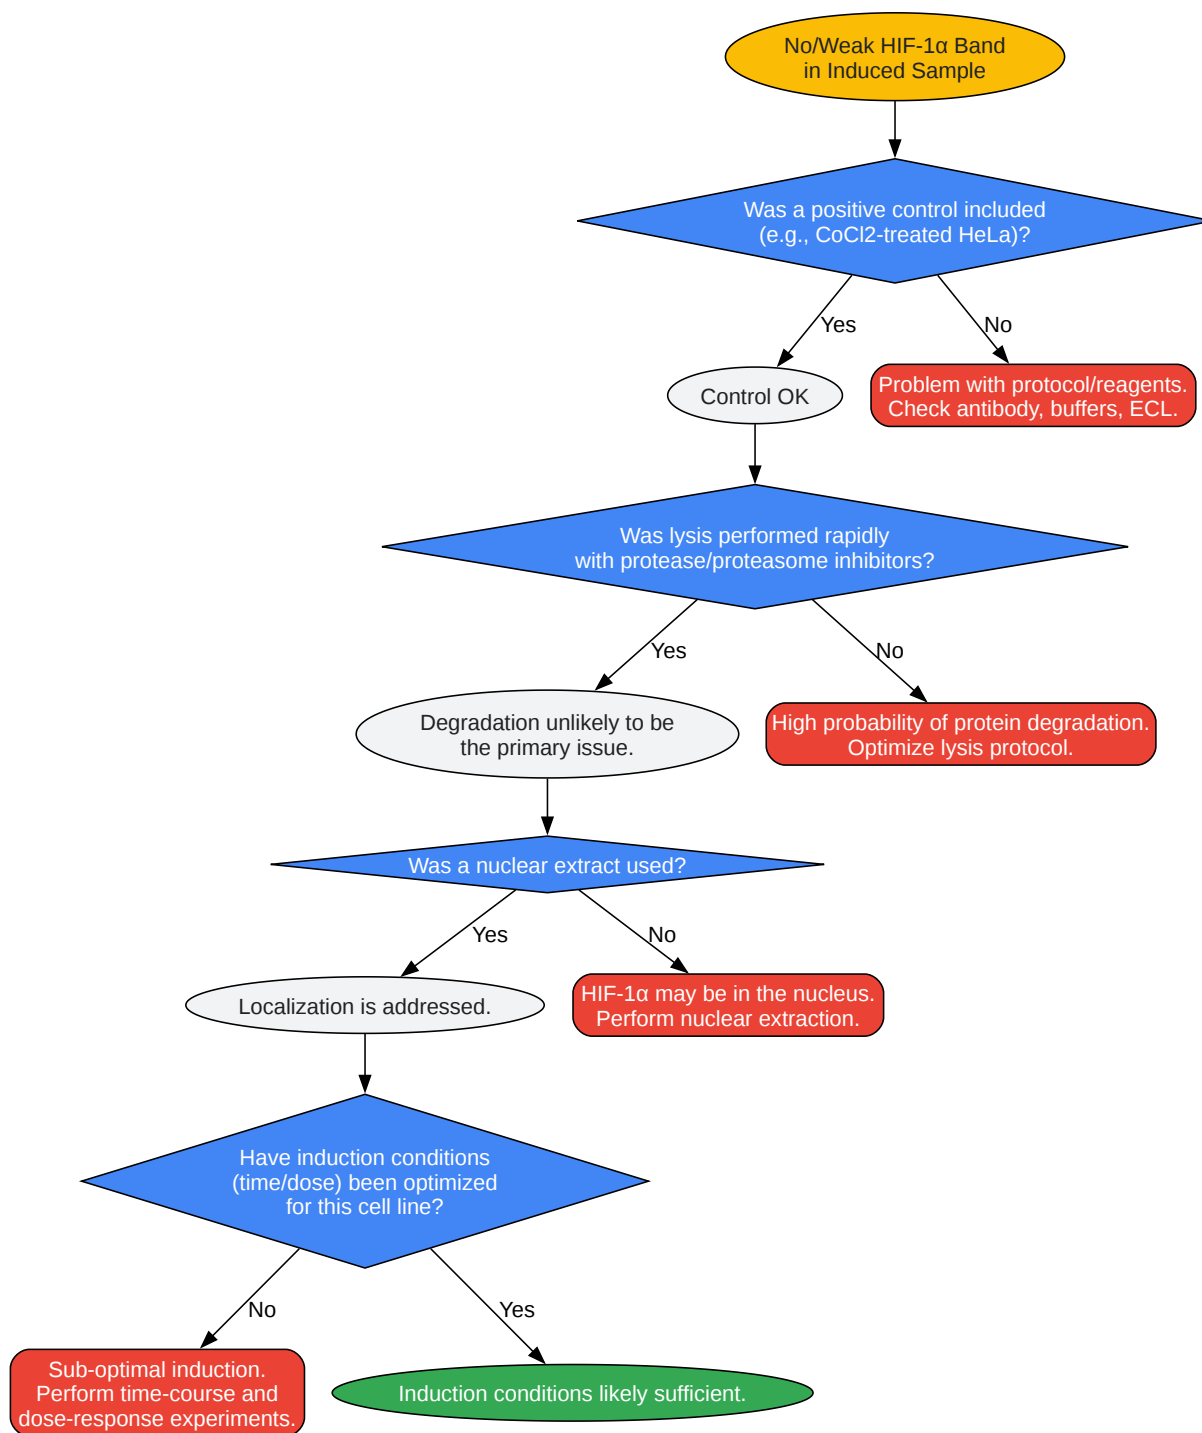 No/Weak HIF-1α Band
in Induced Sample
Was a positive control included
(e.g., CoCl2-treated HeLa)?
Yes
No
Control OK
Problem with protocol/reagents.
Check antibody, buffers, ECL.
Was lysis performed rapidly
with protease/proteasome inhibitors?
Yes
No
Degradation unlikely to be
the primary issue.
High probability of protein degradation.
Optimize lysis protocol.
Was a nuclear extract used?
Yes
No
Localization is addressed.
HIF-1α may be in the nucleus.
Perform nuclear extraction.
Have induction conditions
(time/dose) been optimized
for this cell line?
No
Yes
Sub-optimal induction.
Perform time-course and
dose-response experiments.
Induction conditions likely sufficient.